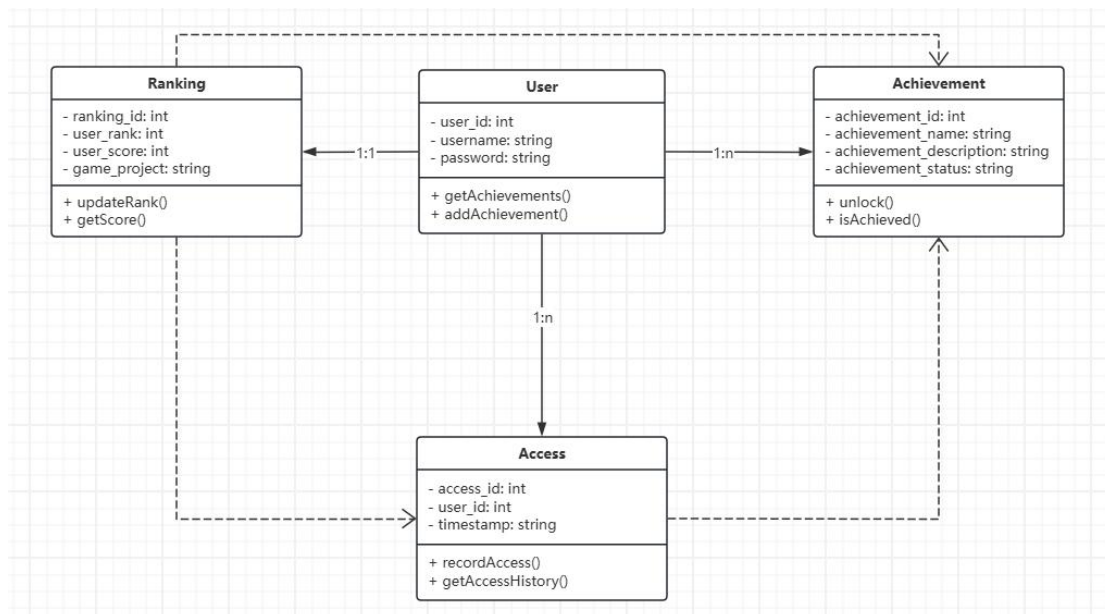 Ranking
- ranking_id: int
- user_rank: int
- user_score: int
- game_project: string
+ updateRank()
+ getScore()
1:1
User
- user_id: int
- username: string
- password: string
+ getAchievements()
+ addAchievement()
1:n
Achievement
- achievement_id: int
- achievement_name: string
- achievement_description: string
- achievement_status: string
+ unlock()
+ isAchieved()
1:n
Access
- access_id: int
- user_id: int
- timestamp: string
+ recordAccess()
+ getAccessHistory()